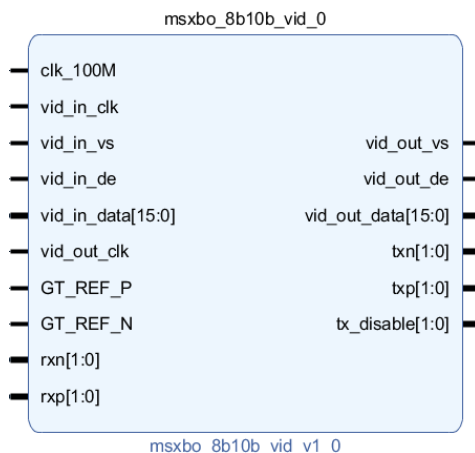 msxbo_8b10b_vid_0
clk_100M
vid_in_clk
vid_in_vs
vid_in_de
vid_in_data[15:0]
vid_out_clk
GT_REF_P
GT_REF_N
rxn[1:0]
rxp[1:0]
vid_out_vs
vid_out_de
vid_out_data[15:0]
txn[1:0]
txp[1:0]
tx_disable[1:0]
msxbo_8b10b_vid_v1_0